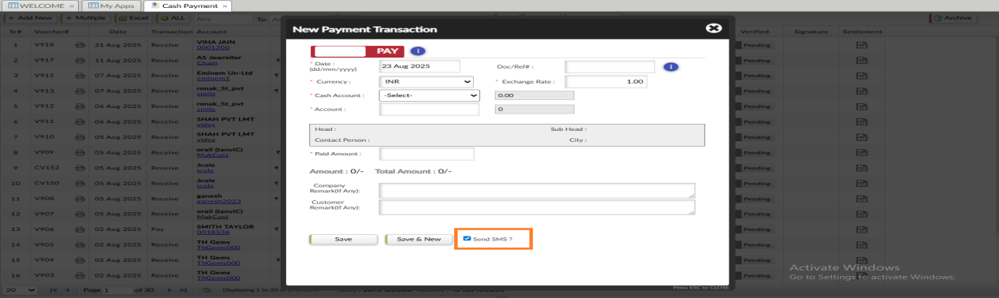 WELCOME × My Apps Cash Payment ×
+ Add New + Multiple Excel ALL Any To: Archive
Sr# Voucher# Date Transaction Account Verified Signature Settlement
New Payment Transaction
PAY i
* Date :
(dd/mm/yyyy)
23 Aug 2025 Doc/Ref# : i
* Currency : INR * Exchange Rate : 1.00
* Cash Account : -Select- 0.00
* Account : 0
Head : Sub Head :
Contact Person : City :
* Paid Amount :
Amount : 0/- Total Amount : 0/-
Company
Remark(If Any):
Customer
Remark(If Any):
Save Save & New Send SMS ?
Press ESC to CLOSE
1 V918 21 Aug 2025 Receive VIHA JAIN
0001200 Pending
2 V917 11 Aug 2025 Receive AS Jewreller
Cham Pending
3 V915 07 Aug 2025 Receive Eminem Un-Ltd
eminem1 Pending
4 V913 07 Aug 2025 Receive ronak_St_pvt
smile Pending
5 V912 06 Aug 2025 Receive ronak_St_pvt
smile Pending
6 V911 06 Aug 2025 Receive SHAH PVT LMT
vidsy Pending
7 V910 05 Aug 2025 Receive SHAH PVT LMT
vidsy Pending
8 V909 05 Aug 2025 Receive orail (tanviC)
MakCust Pending
9 CV152 05 Aug 2025 Receive Jcole
jcole Pending
10 CV150 05 Aug 2025 Receive Jcole
jcole Pending
11 V908 05 Aug 2025 Receive ganesh
ganesh2023 Pending
12 V907 05 Aug 2025 Receive orail (tanviC)
MakCust Pending
13 V906 02 Aug 2025 Pay SMITH TAYLOR
0018536 Pending
14 V905 02 Aug 2025 Receive TH Gems
ThGems000 Pending
15 V904 02 Aug 2025 Receive TH Gems
ThGems000 Pending
16 V903 02 Aug 2025 Receive TH Gems
ThGems000 Pending
Activate Windows
Go to Settings to activate Windows.
20 Page 1 of 30 Displaying 1 to 20